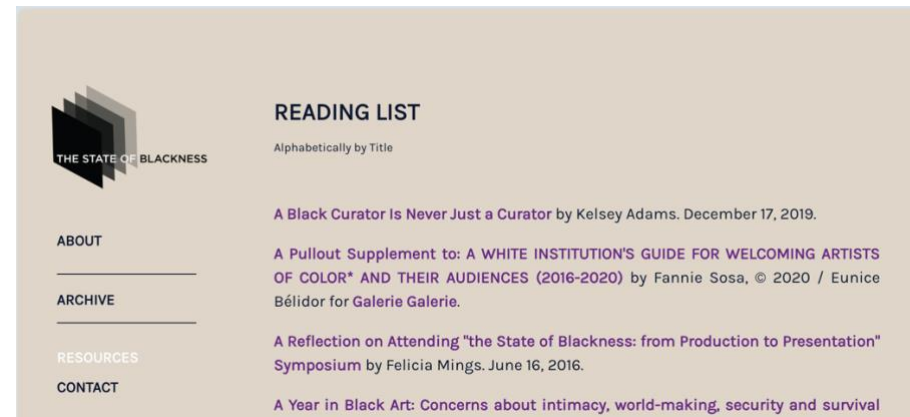 THE STATE OF BLACKNESS
ABOUT
ARCHIVE
RESOURCES
CONTACT
READING LIST
Alphabetically by Title
A Black Curator Is Never Just a Curator by Kelsey Adams. December 17, 2019.
A Pullout Supplement to: A WHITE INSTITUTION'S GUIDE FOR WELCOMING ARTISTS
OF COLOR* AND THEIR AUDIENCES (2016-2020) by Fannie Sosa, © 2020 / Eunice
Bélidor for Galerie Galerie.
A Reflection on Attending "the State of Blackness: from Production to Presentation"
Symposium by Felicia Mings. June 16, 2016.
A Year in Black Art: Concerns about intimacy, world-making, security and survival